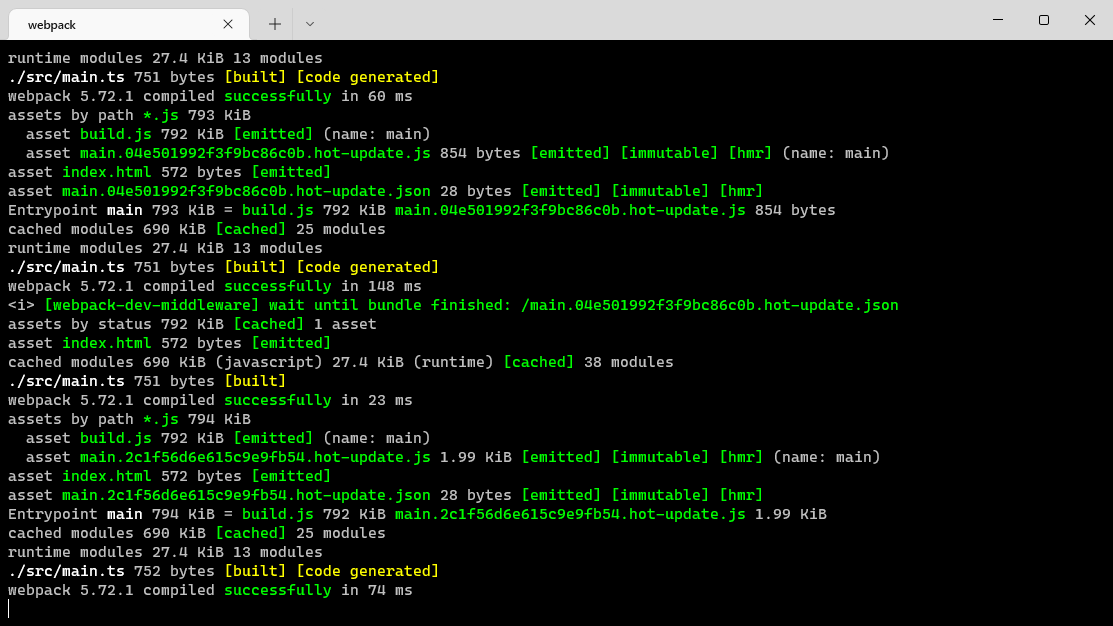 webpack
runtime modules 27.4 KiB 13 modules
./src/main.ts 751 bytes [built] [code generated]
webpack 5.72.1 compiled successfully in 60 ms
assets by path *.js 793 KiB
  asset build.js 792 KiB [emitted] (name: main)
  asset main.04e501992f3f9bc86c0b.hot-update.js 854 bytes [emitted] [immutable] [hmr] (name: main)
asset index.html 572 bytes [emitted]
asset main.04e501992f3f9bc86c0b.hot-update.json 28 bytes [emitted] [immutable] [hmr]
Entrypoint main 793 KiB = build.js 792 KiB main.04e501992f3f9bc86c0b.hot-update.js 854 bytes
cached modules 690 KiB [cached] 25 modules
runtime modules 27.4 KiB 13 modules
./src/main.ts 751 bytes [built] [code generated]
webpack 5.72.1 compiled successfully in 148 ms
<i> [webpack-dev-middleware] wait until bundle finished: /main.04e501992f3f9bc86c0b.hot-update.json
assets by status 792 KiB [cached] 1 asset
asset index.html 572 bytes [emitted]
cached modules 690 KiB (javascript) 27.4 KiB (runtime) [cached] 38 modules
./src/main.ts 751 bytes [built]
webpack 5.72.1 compiled successfully in 23 ms
assets by path *.js 794 KiB
  asset build.js 792 KiB [emitted] (name: main)
  asset main.2c1f56d6e615c9e9fb54.hot-update.js 1.99 KiB [emitted] [immutable] [hmr] (name: main)
asset index.html 572 bytes [emitted]
asset main.2c1f56d6e615c9e9fb54.hot-update.json 28 bytes [emitted] [immutable] [hmr]
Entrypoint main 794 KiB = build.js 792 KiB main.2c1f56d6e615c9e9fb54.hot-update.js 1.99 KiB
cached modules 690 KiB [cached] 25 modules
runtime modules 27.4 KiB 13 modules
./src/main.ts 752 bytes [built] [code generated]
webpack 5.72.1 compiled successfully in 74 ms